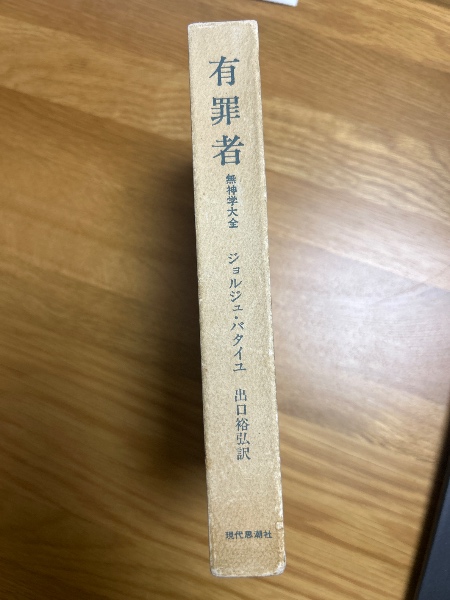 有罪者
無神学大全
ジョルジュ・バタイユ
出口裕弘訳
現代思潮社